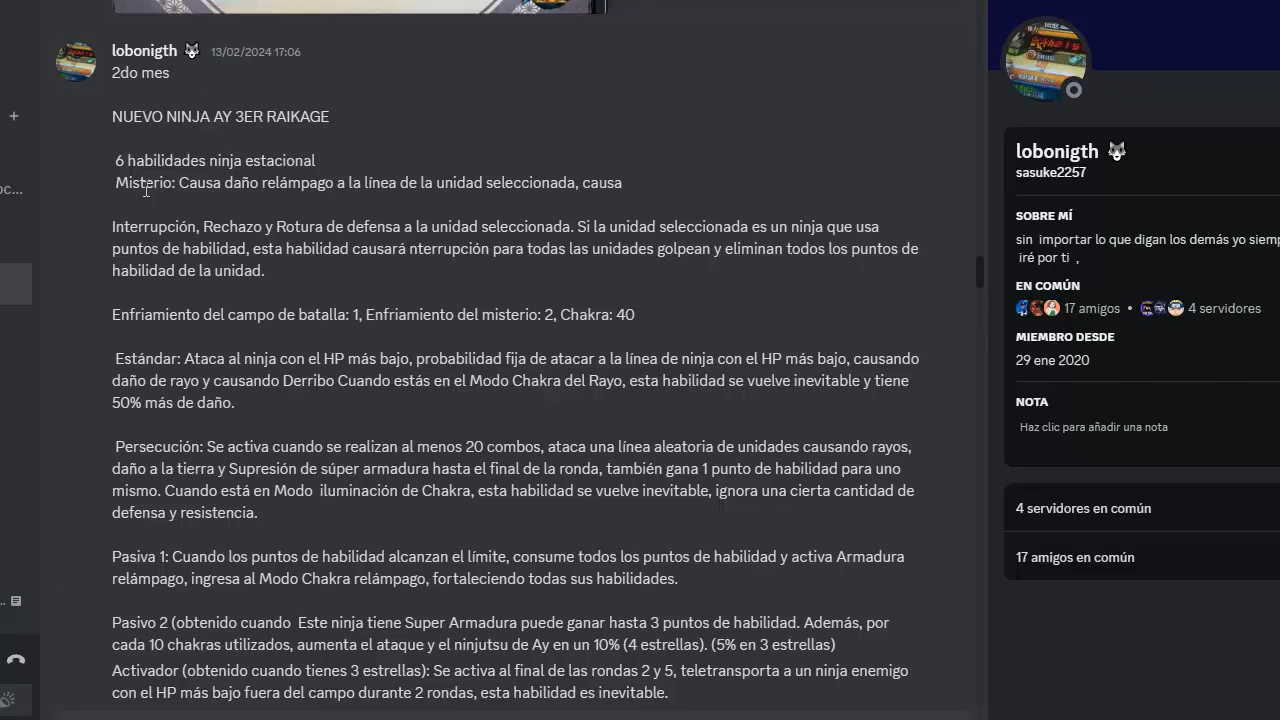 lobonigth 13/02/2024 17:06
2do mes
NUEVO NINJA AY 3ER RAIKAGE
6 habilidades ninja estacional
Misterio: Causa daño relámpago a la línea de la unidad seleccionada, causa
Interrupción, Rechazo y Rotura de defensa a la unidad seleccionada. Si la unidad seleccionada es un ninja que usa
puntos de habilidad, esta habilidad causará nterrupción para todas las unidades golpean y eliminan todos los puntos de
habilidad de la unidad.
Enfriamiento del campo de batalla: 1, Enfriamiento del misterio: 2, Chakra: 40
Estándar: Ataca al ninja con el HP más bajo, probabilidad fija de atacar a la línea de ninja con el HP más bajo, causando
daño de rayo y causando Derribo Cuando estás en el Modo Chakra del Rayo, esta habilidad se vuelve inevitable y tiene
50% más de daño.
Persecución: Se activa cuando se realizan al menos 20 combos, ataca una línea aleatoria de unidades causando rayos,
daño a la tierra y Supresión de súper armadura hasta el final de la ronda, también gana 1 punto de habilidad para uno
mismo. Cuando está en Modo iluminación de Chakra, esta habilidad se vuelve inevitable, ignora una cierta cantidad de
defensa y resistencia.
Pasiva 1: Cuando los puntos de habilidad alcanzan el límite, consume todos los puntos de habilidad y activa Armadura
relámpago, ingresa al Modo Chakra relámpago, fortaleciendo todas sus habilidades.
Pasivo 2 (obtenido cuando Este ninja tiene Super Armadura puede ganar hasta 3 puntos de habilidad. Además, por
cada 10 chakras utilizados, aumenta el ataque y el ninjutsu de Ay en un 10% (4 estrellas). (5% en 3 estrellas)
Activador (obtenido cuando tienes 3 estrellas): Se activa al final de las rondas 2 y 5, teletransporta a un ninja enemigo
con el HP más bajo fuera del campo durante 2 rondas, esta habilidad es inevitable.
oc...
lobonigth
sasuke2257
SOBRE MÍ
sin importar lo que digan los demás yo siemp
iré por ti ,
EN COMÚN
17 amigos • 4 servidores
MIEMBRO DESDE
29 ene 2020
NOTA
Haz clic para añadir una nota
4 servidores en común
17 amigos en común